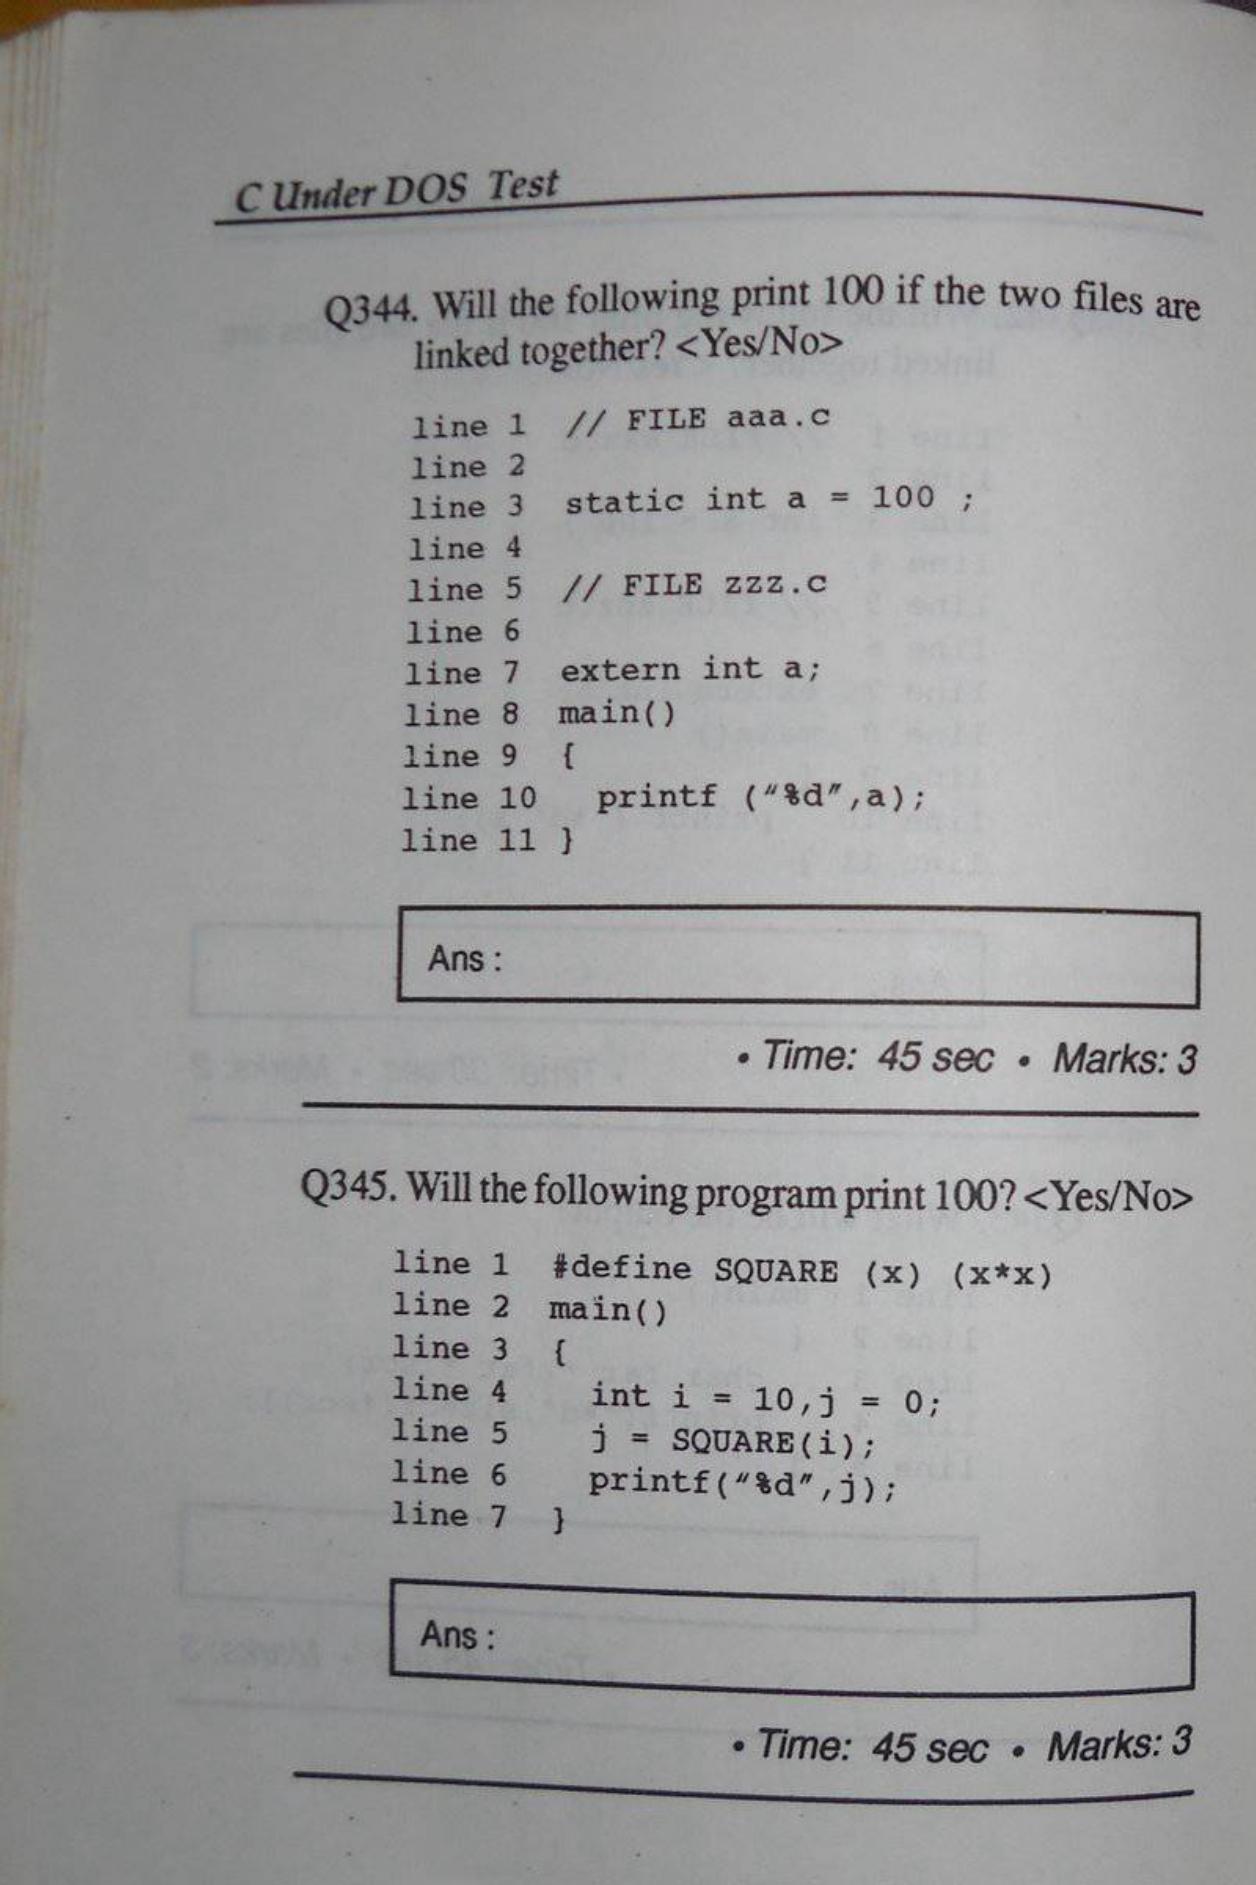 C Under DOS Test
Q344. Will the following print 100 if the two files are
linked together? <Yes/No>
line 1 // FILE aaa.c
line 2
line 3 static int a = 100 ;
line 4
line 5 // FILE zzz.c
line 6
line 7 extern int a;
line 8 main()
line 9 {
line 10 printf ("%d",a);
line 11 }
Ans :
• Time: 45 sec • Marks: 3
Q345. Will the following program print 100? <Yes/No>
line 1 #define SQUARE (x) (x*x)
line 2 main()
line 3 {
line 4 int i = 10,j = 0;
line 5 j = SQUARE(i);
line 6 printf("%d",j);
line 7 }
Ans :
• Time: 45 sec • Marks: 3